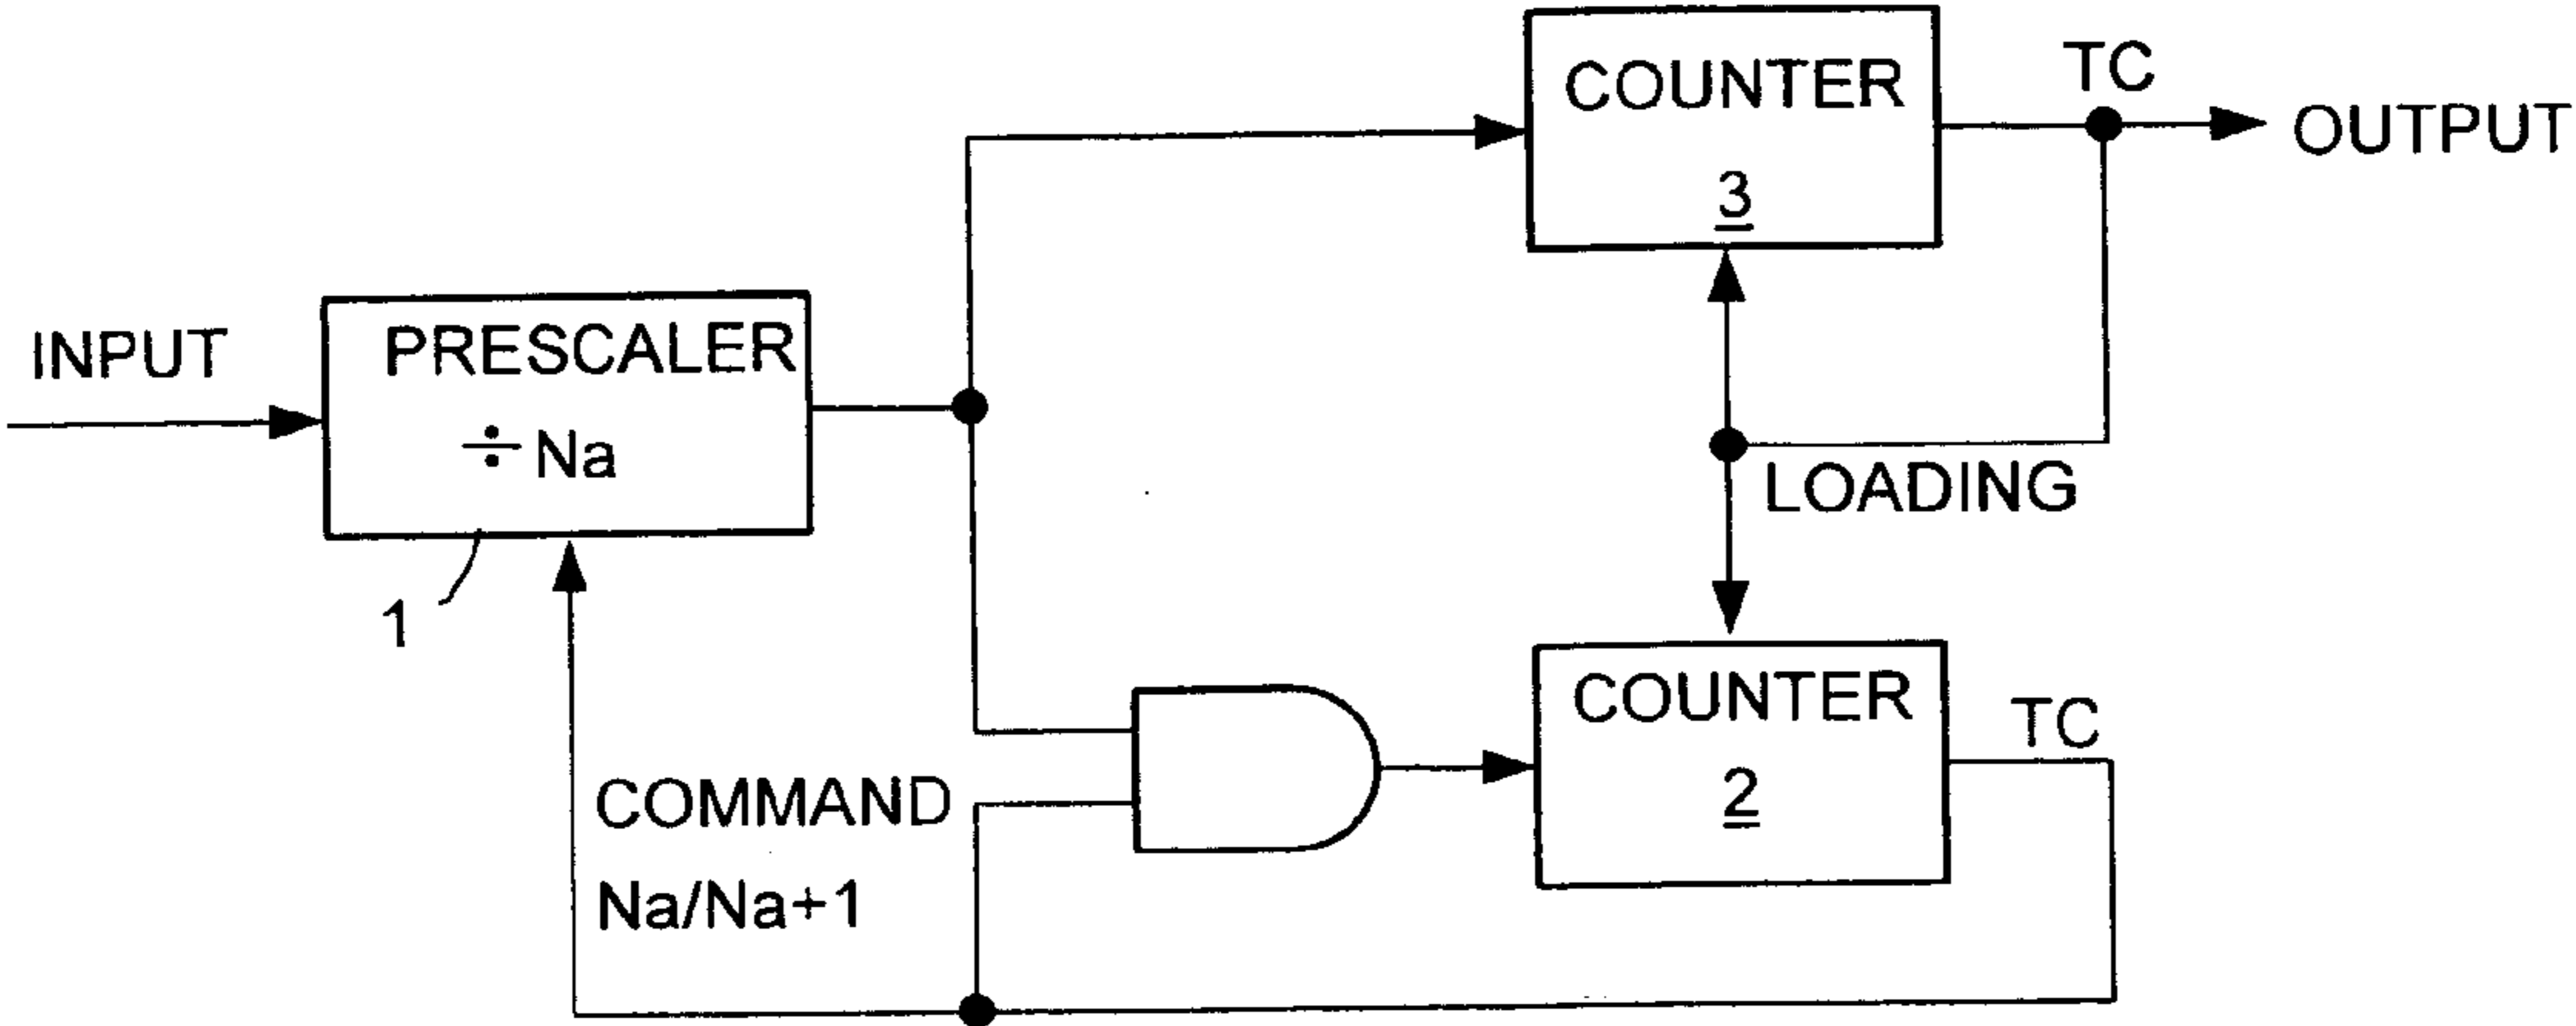 COUNTER
3
TC
OUTPUT
INPUT
PRESCALER
÷ Na
1
LOADING
COUNTER
2
TC
COMMAND
Na/Na+1